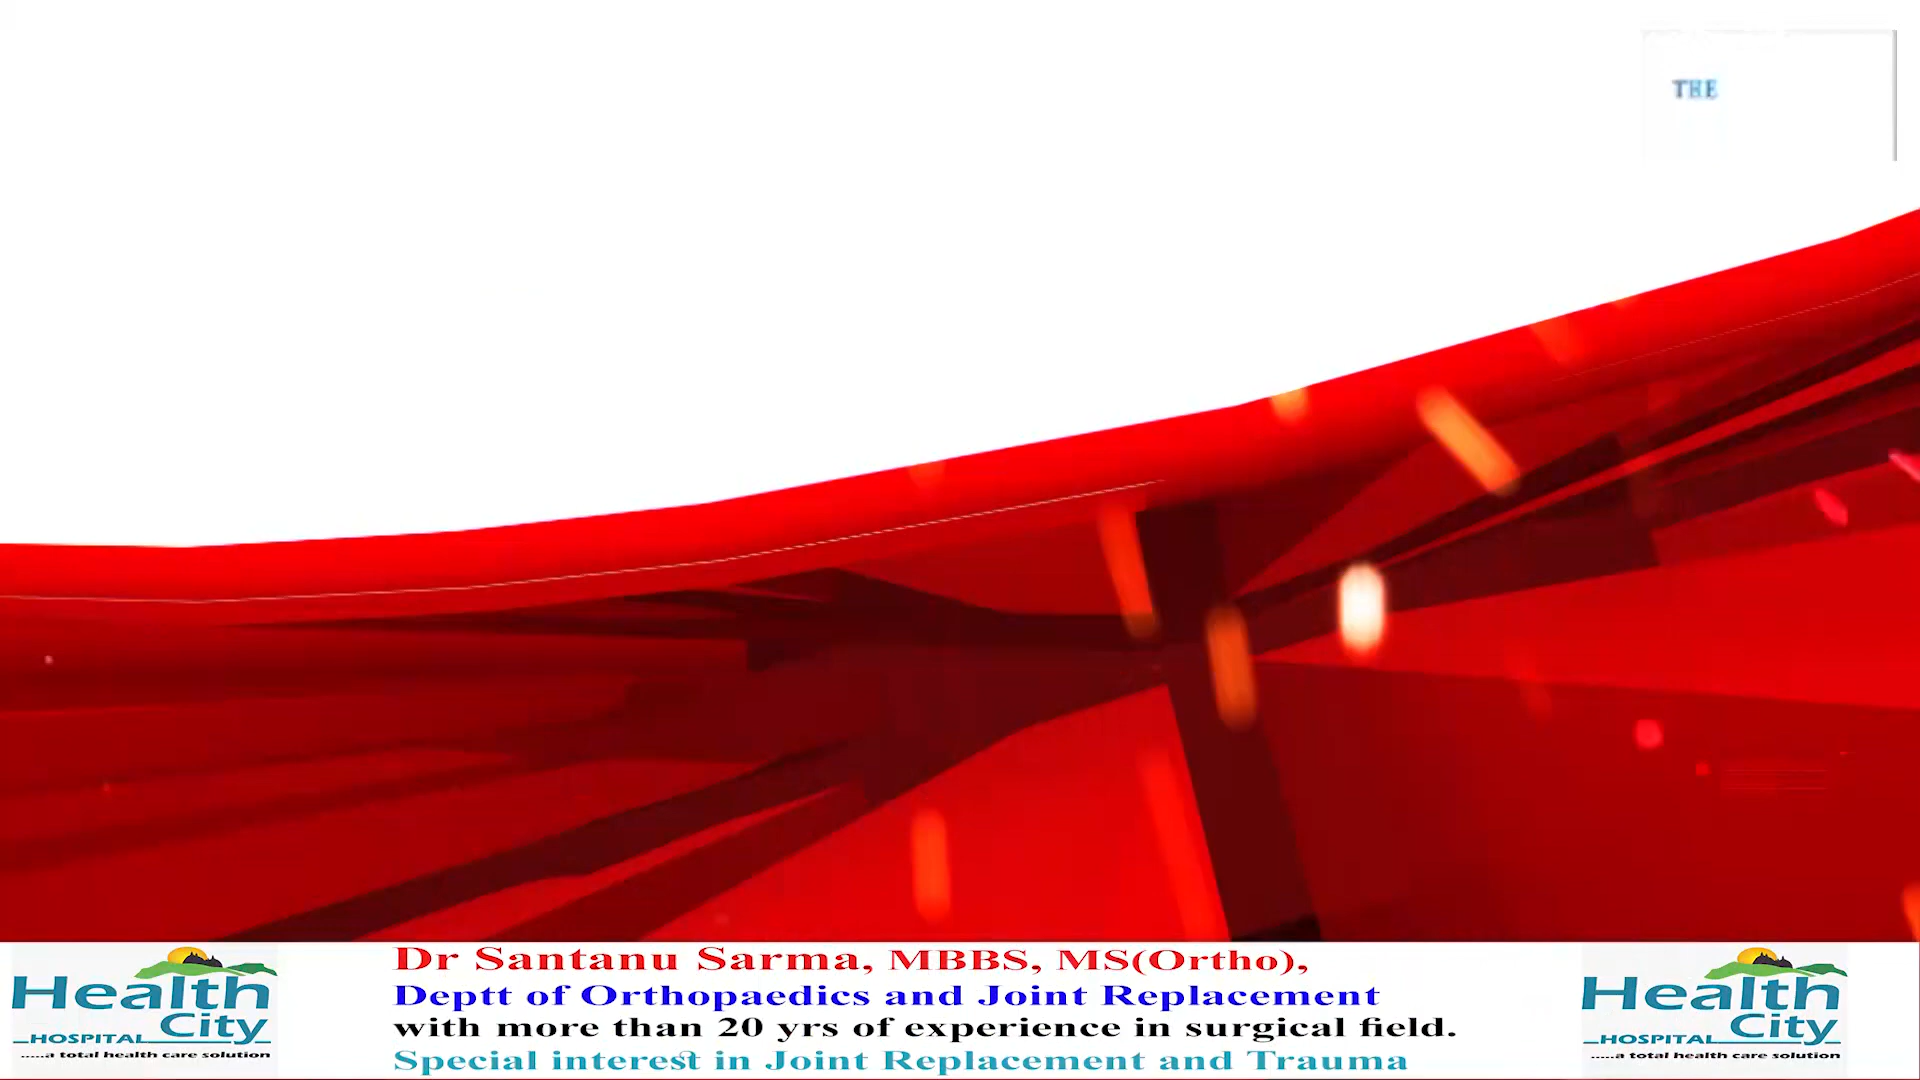 THE
Health
City
HOSPITAL
.....a total health care solution
Dr Santanu Sarma, MBBS, MS(Ortho),
Deptt of Orthopaedics and Joint Replacement
with more than 20 yrs of experience in surgical field.
Special interest in Joint Replacement and Trauma
Health
City
HOSPITAL
.....a total health care solution